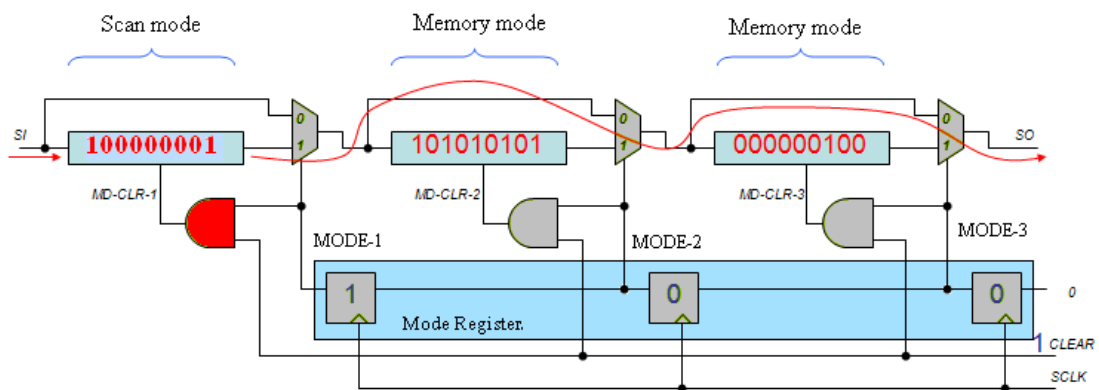 Scan mode
Memory mode
Memory mode
SI
0
1
100000001
0
1
101010101
0
1
000000100
SO
MD-CLR-1
MD-CLR-2
MD-CLR-3
MODE-1
MODE-2
MODE-3
1
0
0
0
Mode Register.
1 CLEAR
SCLK